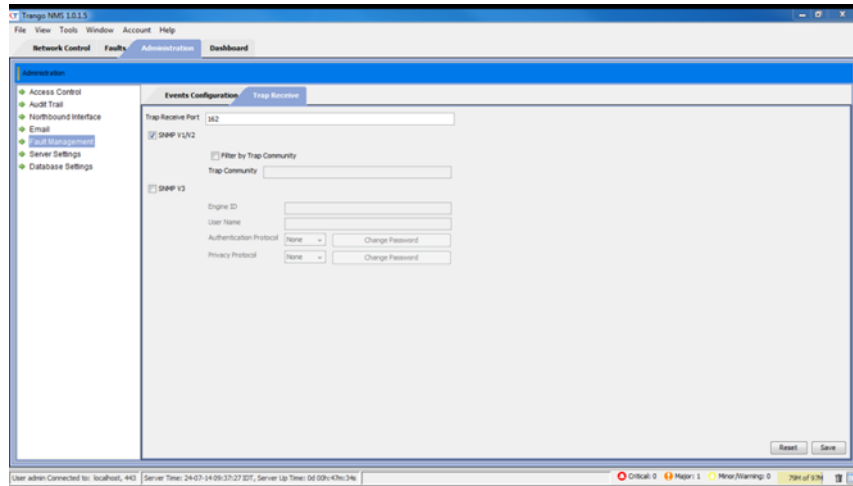 Trango NMS 1.0.1.5
File View Tools Window Account Help
Network Control Faults Administration Dashboard
Administration
Access Control
Audit Trail
Northbound Interface
Email
Fault Management
Server Settings
Database Settings
Events Configuration Trap Receive
Trap Receive Port 162
SNMP V1/V2
Filter by Trap Community
Trap Community
SNMP V3
Engine ID
User Name
Authentication Protocol None Change Password
Privacy Protocol None Change Password
Reset Save
User admin Connected to: localhost, 443 Server Time: 24-07-14 09:37:27 IDT, Server Up Time: 0d 00h:47m:34s Critical: 0 Major: 1 Minor/Warning: 0 79M of 97M